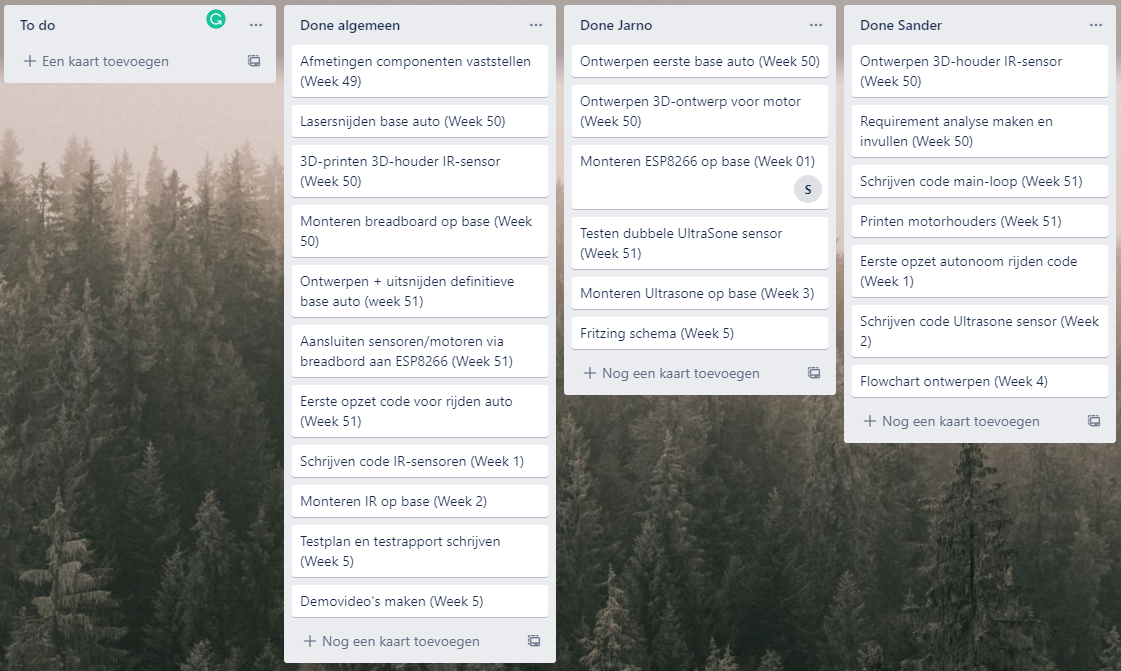 To do
Een kaart toevoegen
Done algemeen
Afmetingen componenten vaststellen
(Week 49)
Lasersnijden base auto (Week 50)
3D-printen 3D-houder IR-sensor
(Week 50)
Monteren breadboard op base (Week
50)
Ontwerpen + uitsnijden definitieve
base auto (week 51)
Aansluiten sensoren/motoren via
breadbord aan ESP8266 (Week 51)
Eerste opzet code voor rijden auto
(Week 51)
Schrijven code IR-sensoren (Week 1)
Monteren IR op base (Week 2)
Testplan en testrapport schrijven
(Week 5)
Demovideo's maken (Week 5)
Nog een kaart toevoegen
Done Jarno
Ontwerpen eerste base auto (Week 50)
Ontwerpen 3D-ontwerp voor motor
(Week 50)
Monteren ESP8266 op base (Week 01)
S
Testen dubbele UltraSone sensor
(Week 51)
Monteren Ultrasone op base (Week 3)
Fritzing schema (Week 5)
Nog een kaart toevoegen
Done Sander
Ontwerpen 3D-houder IR-sensor
(Week 50)
Requirement analyse maken en
invullen (Week 50)
Schrijven code main-loop (Week 51)
Printen motorhouders (Week 51)
Eerste opzet autonoom rijden code
(Week 1)
Schrijven code Ultrasone sensor (Week
2)
Flowchart ontwerpen (Week 4)
Nog een kaart toevoegen